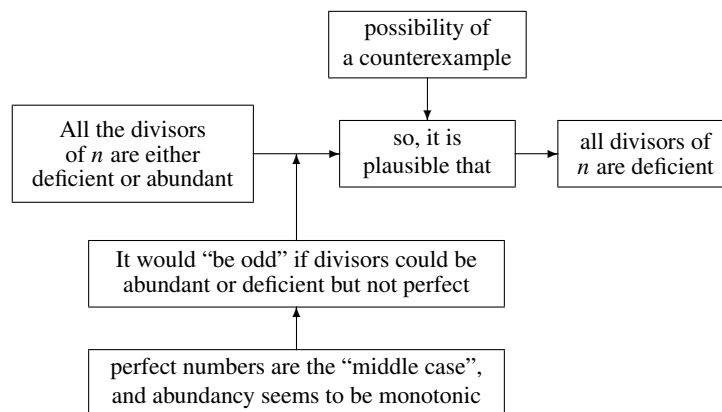 possibility of
a counterexample
All the divisors
of n are either
deficient or abundant
so, it is
plausible that
all divisors of
n are deficient
It would “be odd” if divisors could be
abundant or deficient but not perfect
perfect numbers are the “middle case”,
and abundancy seems to be monotonic